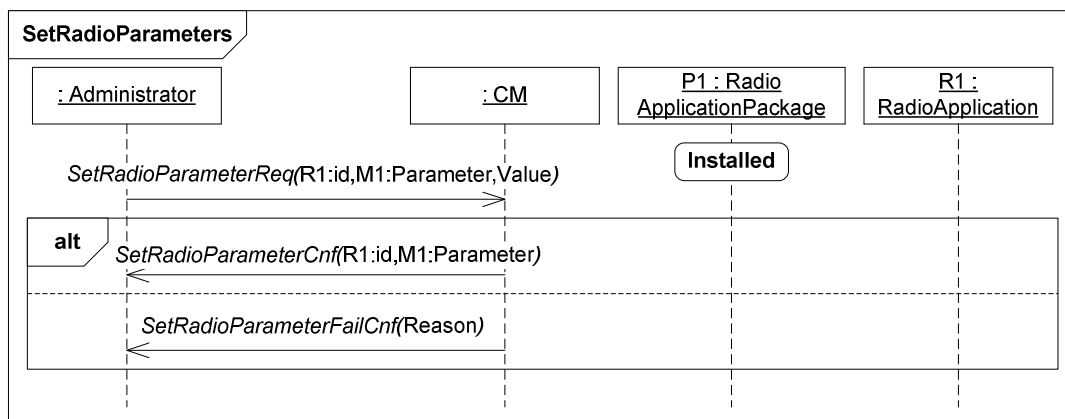 SetRadioParameters
: Administrator
: CM
P1 : Radio
ApplicationPackage
R1 :
RadioApplication
Installed
SetRadioParameterReq(R1:id,M1:Parameter,Value)
alt
SetRadioParameterCnf(R1:id,M1:Parameter)
SetRadioParameterFailCnf(Reason)